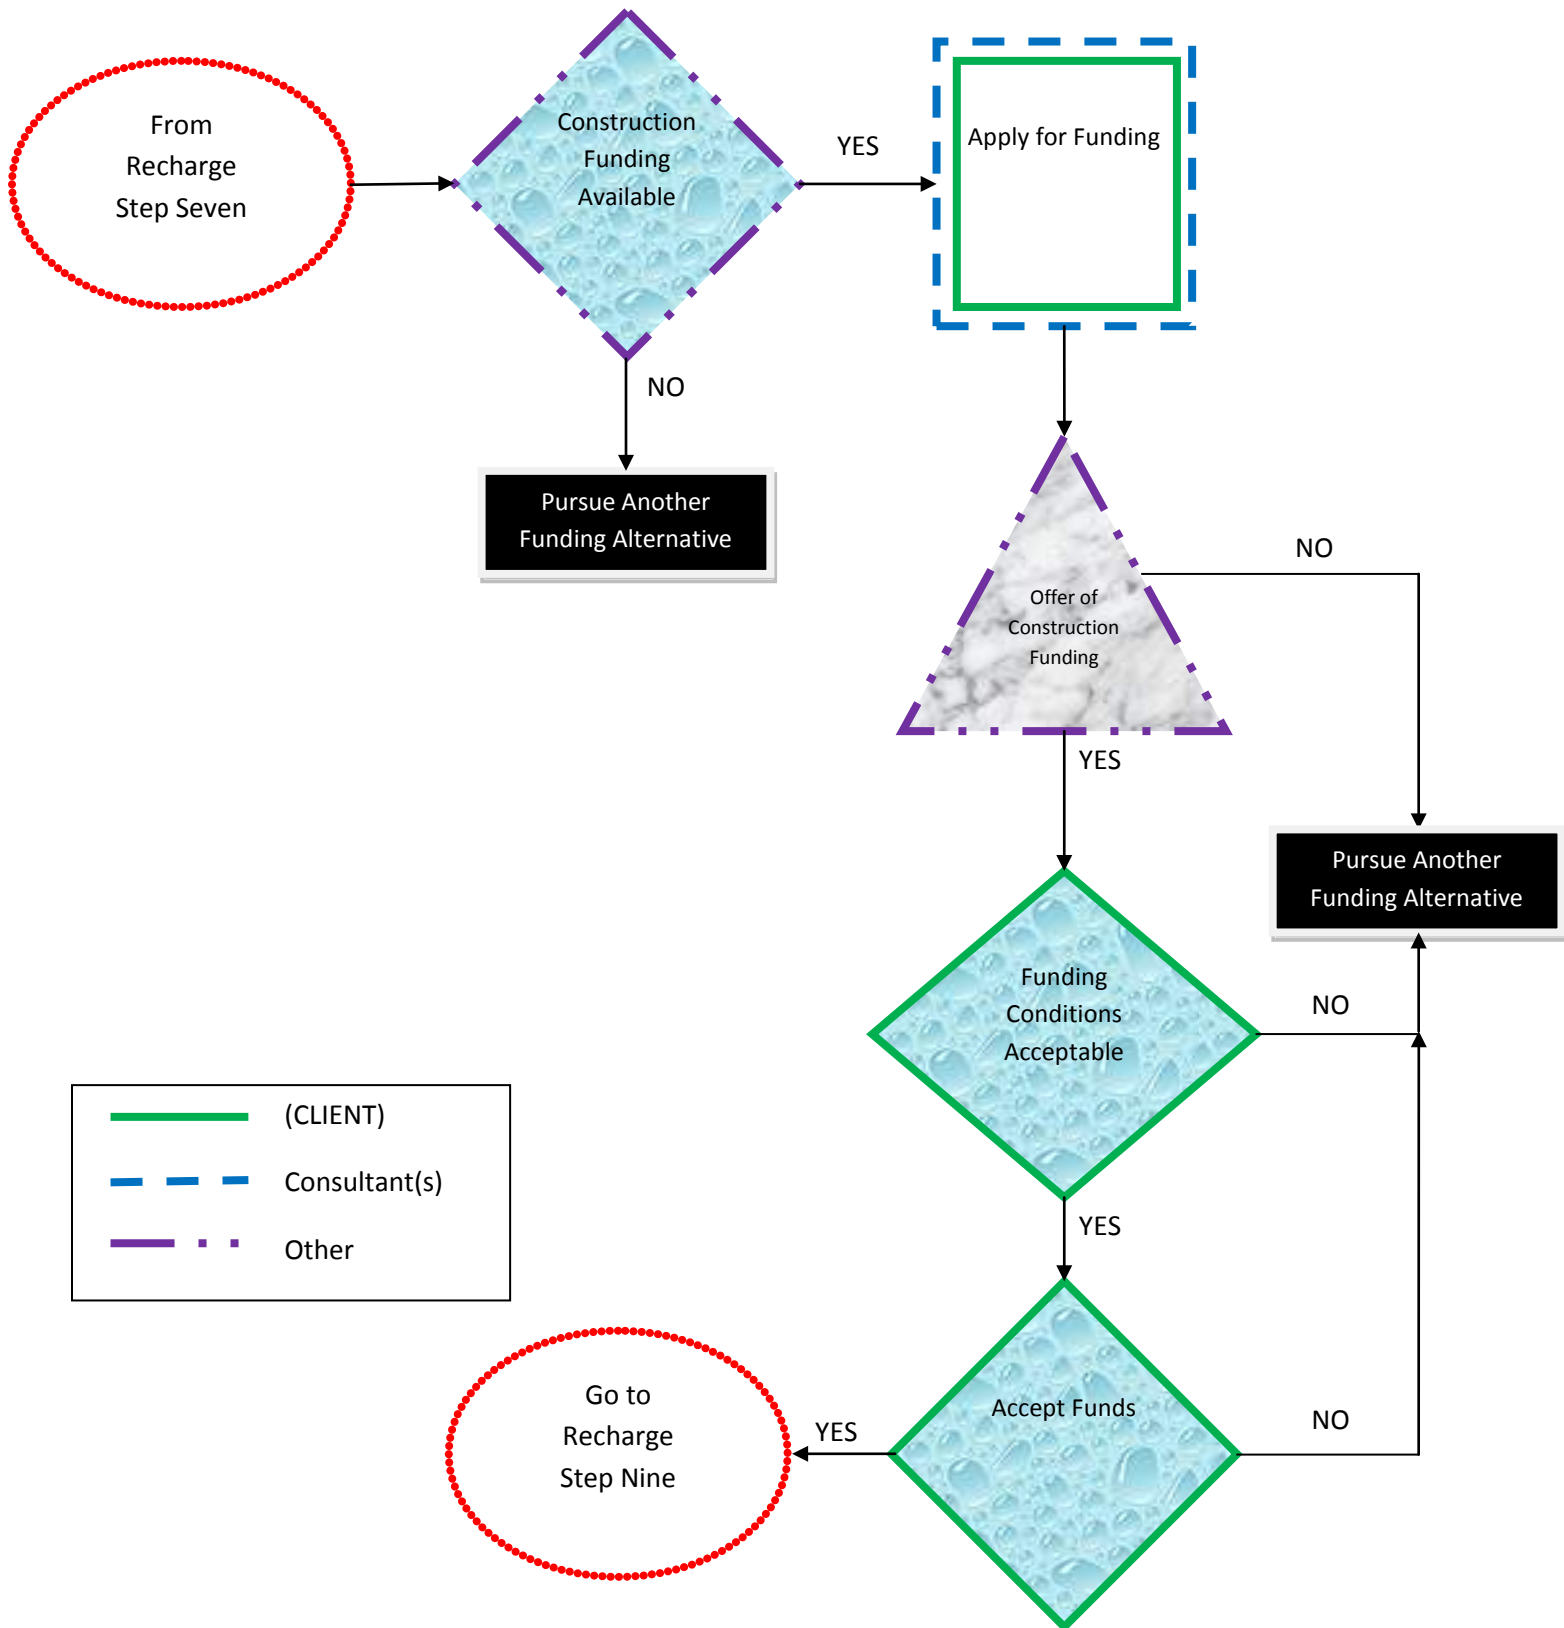 From
Recharge
Step Seven
Construction
Funding
Available
YES
Apply for Funding
NO
Pursue Another
Funding Alternative
Offer of
Construction
Funding
NO
YES
Pursue Another
Funding Alternative
Funding
Conditions
Acceptable
NO
YES
(CLIENT)
Consultant(s)
Other
Accept Funds
NO
YES
Go to
Recharge
Step Nine